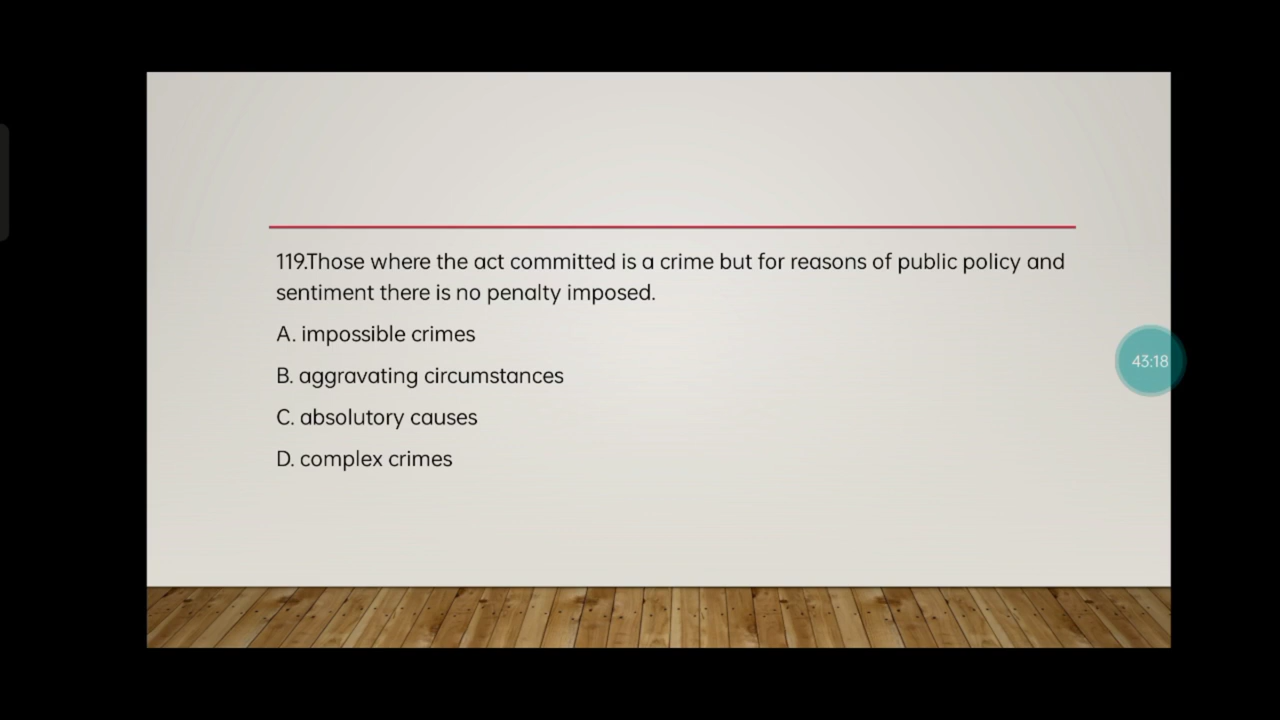 119.Those where the act committed is a crime but for reasons of public policy and
sentiment there is no penalty imposed.
A. impossible crimes
B. aggravating circumstances
C. absolutory causes
D. complex crimes
43:18